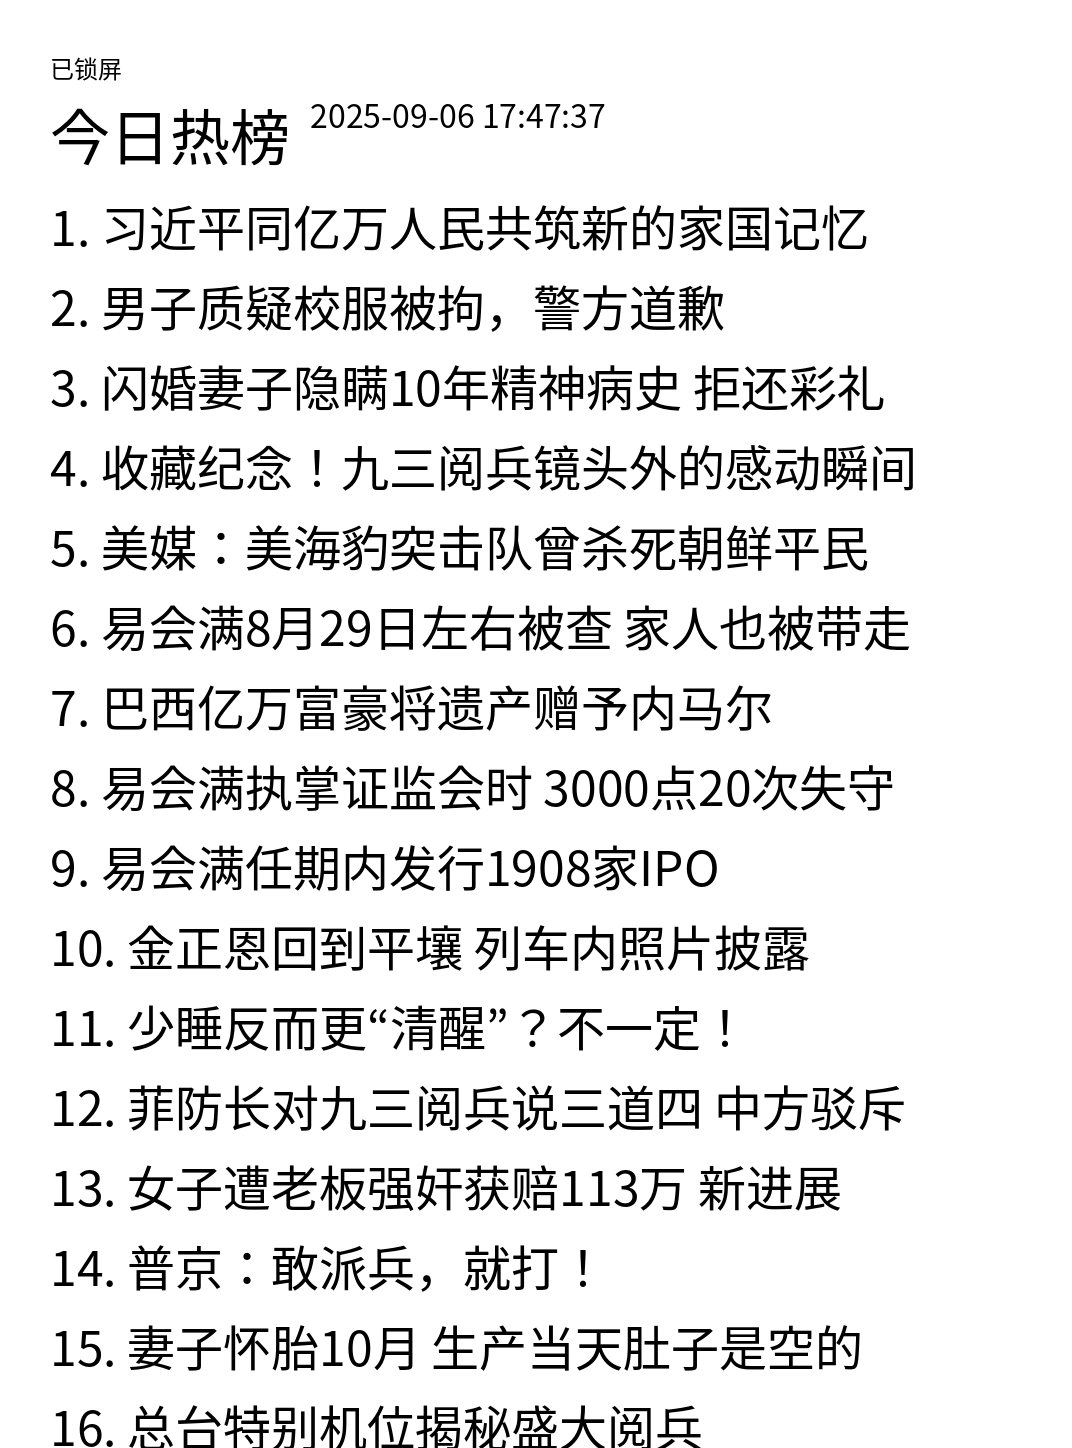 已锁屏
今日热榜 2025-09-06 17:47:37
1. 习近平同亿万人民共筑新的家国记忆
2. 男子质疑校服被拘，警方道歉
3. 闪婚妻子隐瞒10年精神病史 拒还彩礼
4. 收藏纪念！九三阅兵镜头外的感动瞬间
5. 美媒：美海豹突击队曾杀死朝鲜平民
6. 易会满8月29日左右被查 家人也被带走
7. 巴西亿万富豪将遗产赠予内马尔
8. 易会满执掌证监会时 3000点20次失守
9. 易会满任期内发行1908家IPO
10. 金正恩回到平壤 列车内照片披露
11. 少睡反而更“清醒”？不一定！
12. 菲防长对九三阅兵说三道四 中方驳斥
13. 女子遭老板强奸获赔113万 新进展
14. 普京：敢派兵，就打！
15. 妻子怀胎10月 生产当天肚子是空的
16. 总台特别机位揭秘盛大阅兵